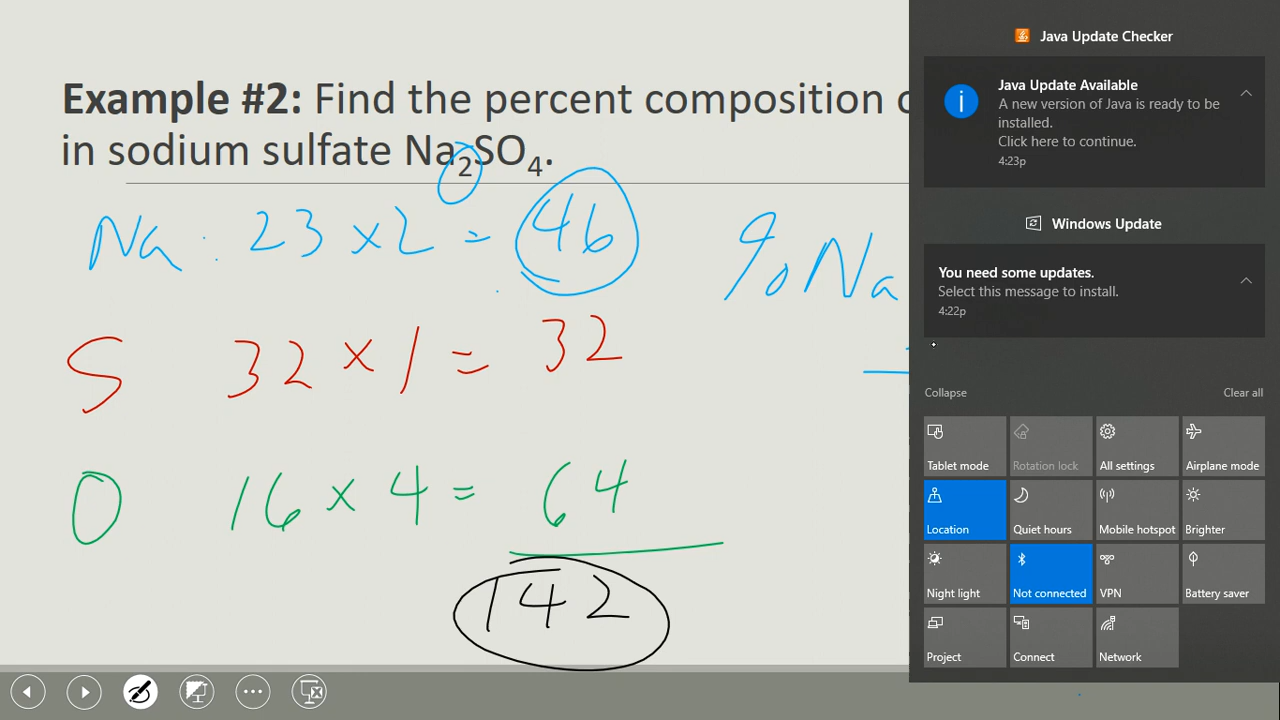 Example #2: Find the percent composition
in sodium sulfate Na₂SO₄.
Na: 23 x 2 = 46
% Na
S 32 x 1 = 32
O 16 x 4 = 64
142
Java Update Checker
Java Update Available
A new version of Java is ready to be
installed.
Click here to continue.
4:23p
Windows Update
You need some updates.
Select this message to install.
4:22p
Collapse Clear all
Tablet mode Rotation lock All settings Airplane mode
Location Quiet hours Mobile hotspot Brighter
Night light Not connected VPN Battery saver
Project Connect Network